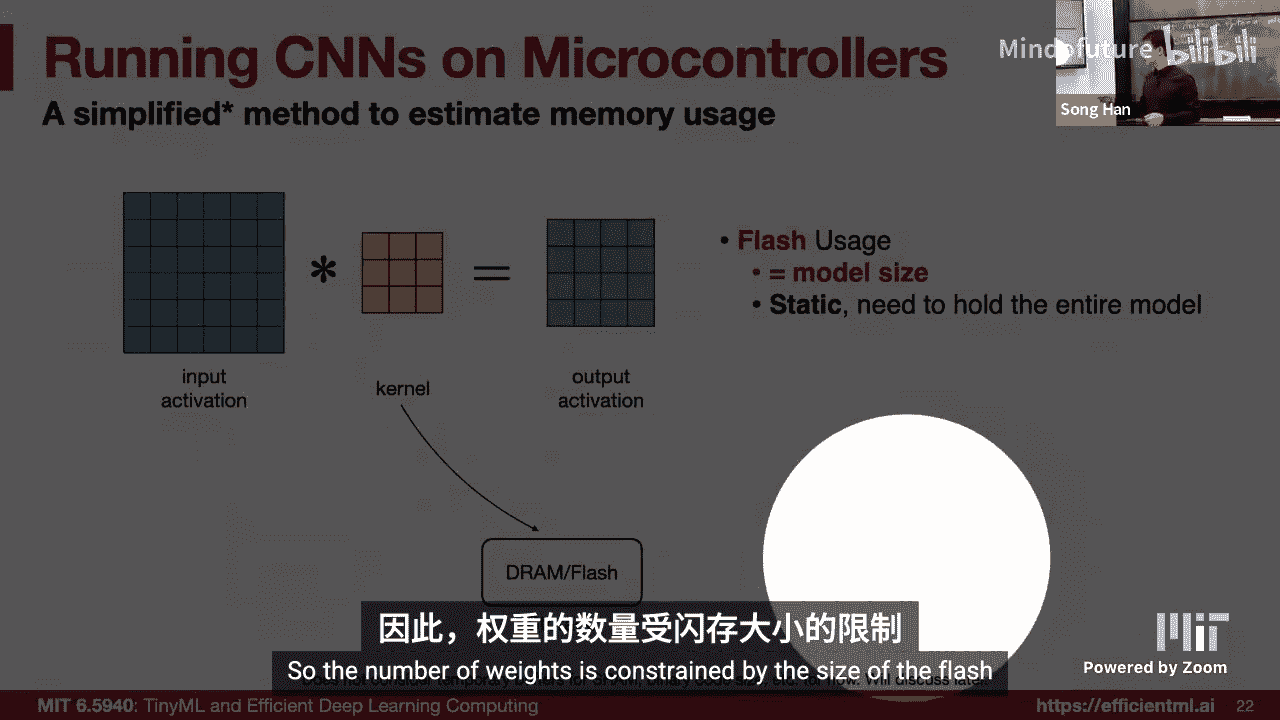 Running CNNs on Microcontrollers
Mindofuture bilibili
A simplified* method to estimate memory usage
Song Han
• Flash Usage
• = model size
• Static, need to hold the entire model
*
=
input
activation
kernel
output
activation
DRAM/Flash
因此，权重的数量受闪存大小的限制
So the number of weights is constrained by the size of the flash
MIT
Powered by Zoom
MIT 6.5940: TinyML and Efficient Deep Learning Computing
https://efficientml.ai
22